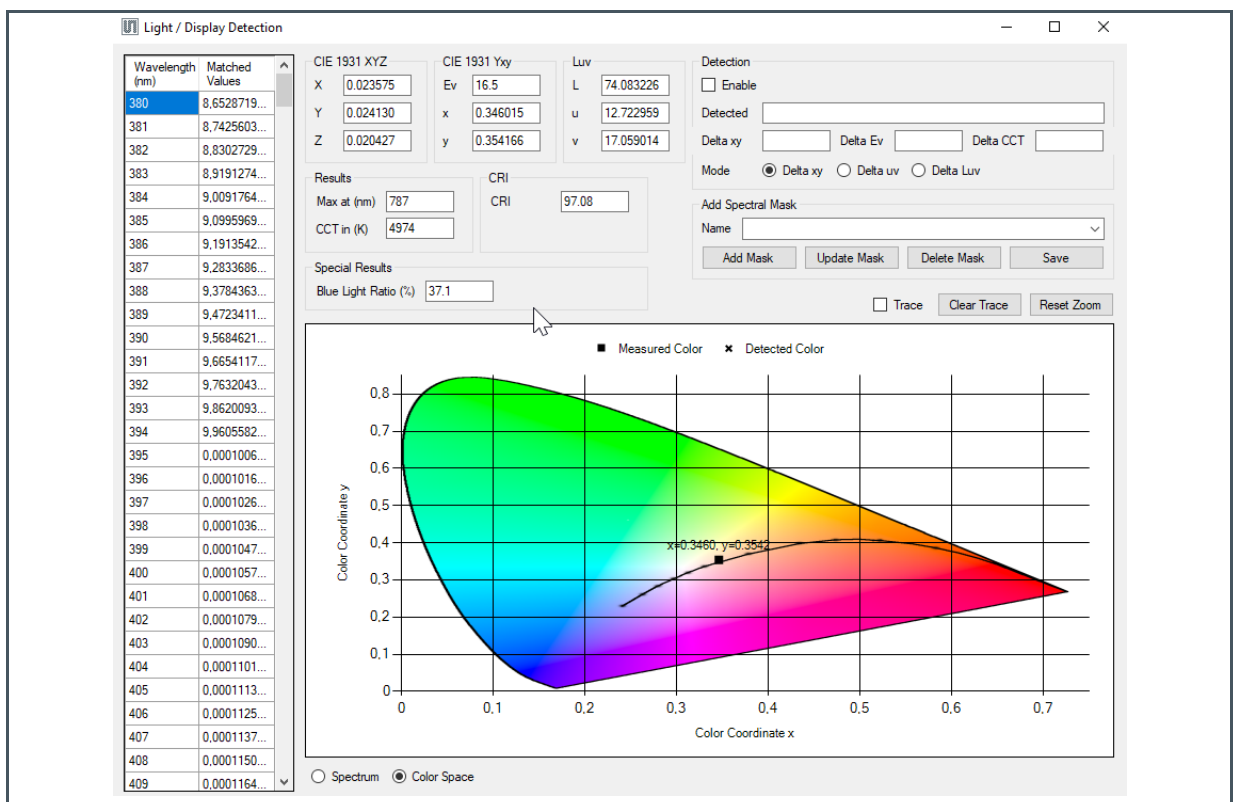 Light / Display Detection
Wavelength (nm) Matched Values
380 8,6528719...
381 8,7425603...
382 8,8302729...
383 8,9191274...
384 9,0091764...
385 9,0995969...
386 9,1913542...
387 9,2833686...
388 9,3784363...
389 9,4723411...
390 9,5684621...
391 9,6654117...
392 9,7632043...
393 9,8620093...
394 9,9605582...
395 0,0001006...
396 0,0001016...
397 0,0001026...
398 0,0001036...
399 0,0001047...
400 0,0001057...
401 0,0001068...
402 0,0001079...
403 0,0001090...
404 0,0001101...
405 0,0001113...
406 0,0001125...
407 0,0001137...
408 0,0001150...
409 0,0001164...
CIE 1931 XYZ
X 0.023575
Y 0.024130
Z 0.020427
CIE 1931 Yxy
Ev 16.5
x 0.346015
y 0.354166
Luv
L 74.083226
u 12.722959
v 17.059014
Results
Max at (nm) 787
CCT in (K) 4974
CRI
CRI 97.08
Special Results
Blue Light Ratio (%) 37.1
Detection
Enable
Detected
Delta xy Delta Ev Delta CCT
Mode Delta xy Delta uv Delta Luv
Add Spectral Mask
Name
Add Mask Update Mask Delete Mask Save
Trace Clear Trace Reset Zoom
Measured Color Detected Color
0,8
0,7
0,6
0,5
0,4
0,3
0,2
0,1
0
Color Coordinate y
x=0.3460, y=0.3542
0 0,1 0,2 0,3 0,4 0,5 0,6 0,7
Color Coordinate x
Spectrum Color Space